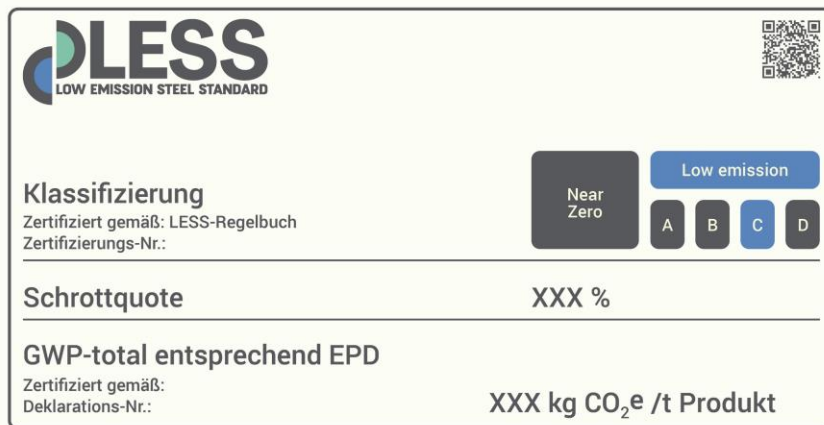 LESS
LOW EMISSION STEEL STANDARD
Klassifizierung
Zertifiziert gemäß: LESS-Regelbuch
Zertifizierungs-Nr.:
Near
Zero
Low emission
A B C D
Schrottquote XXX %
GWP-total entsprechend EPD
Zertifiziert gemäß:
Deklarations-Nr.:
XXX kg CO₂e /t Produkt